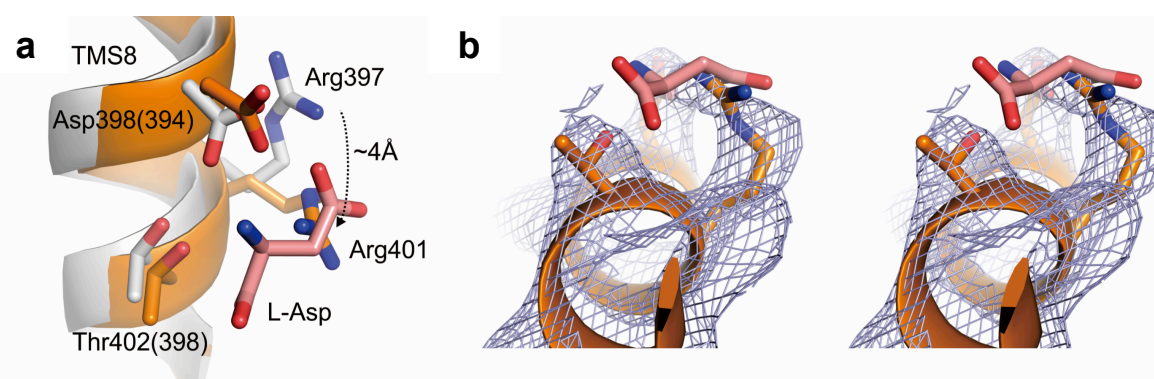 a
b
TMS8
Arg397
Asp398(394)
~4Å
Arg401
L-Asp
Thr402(398)